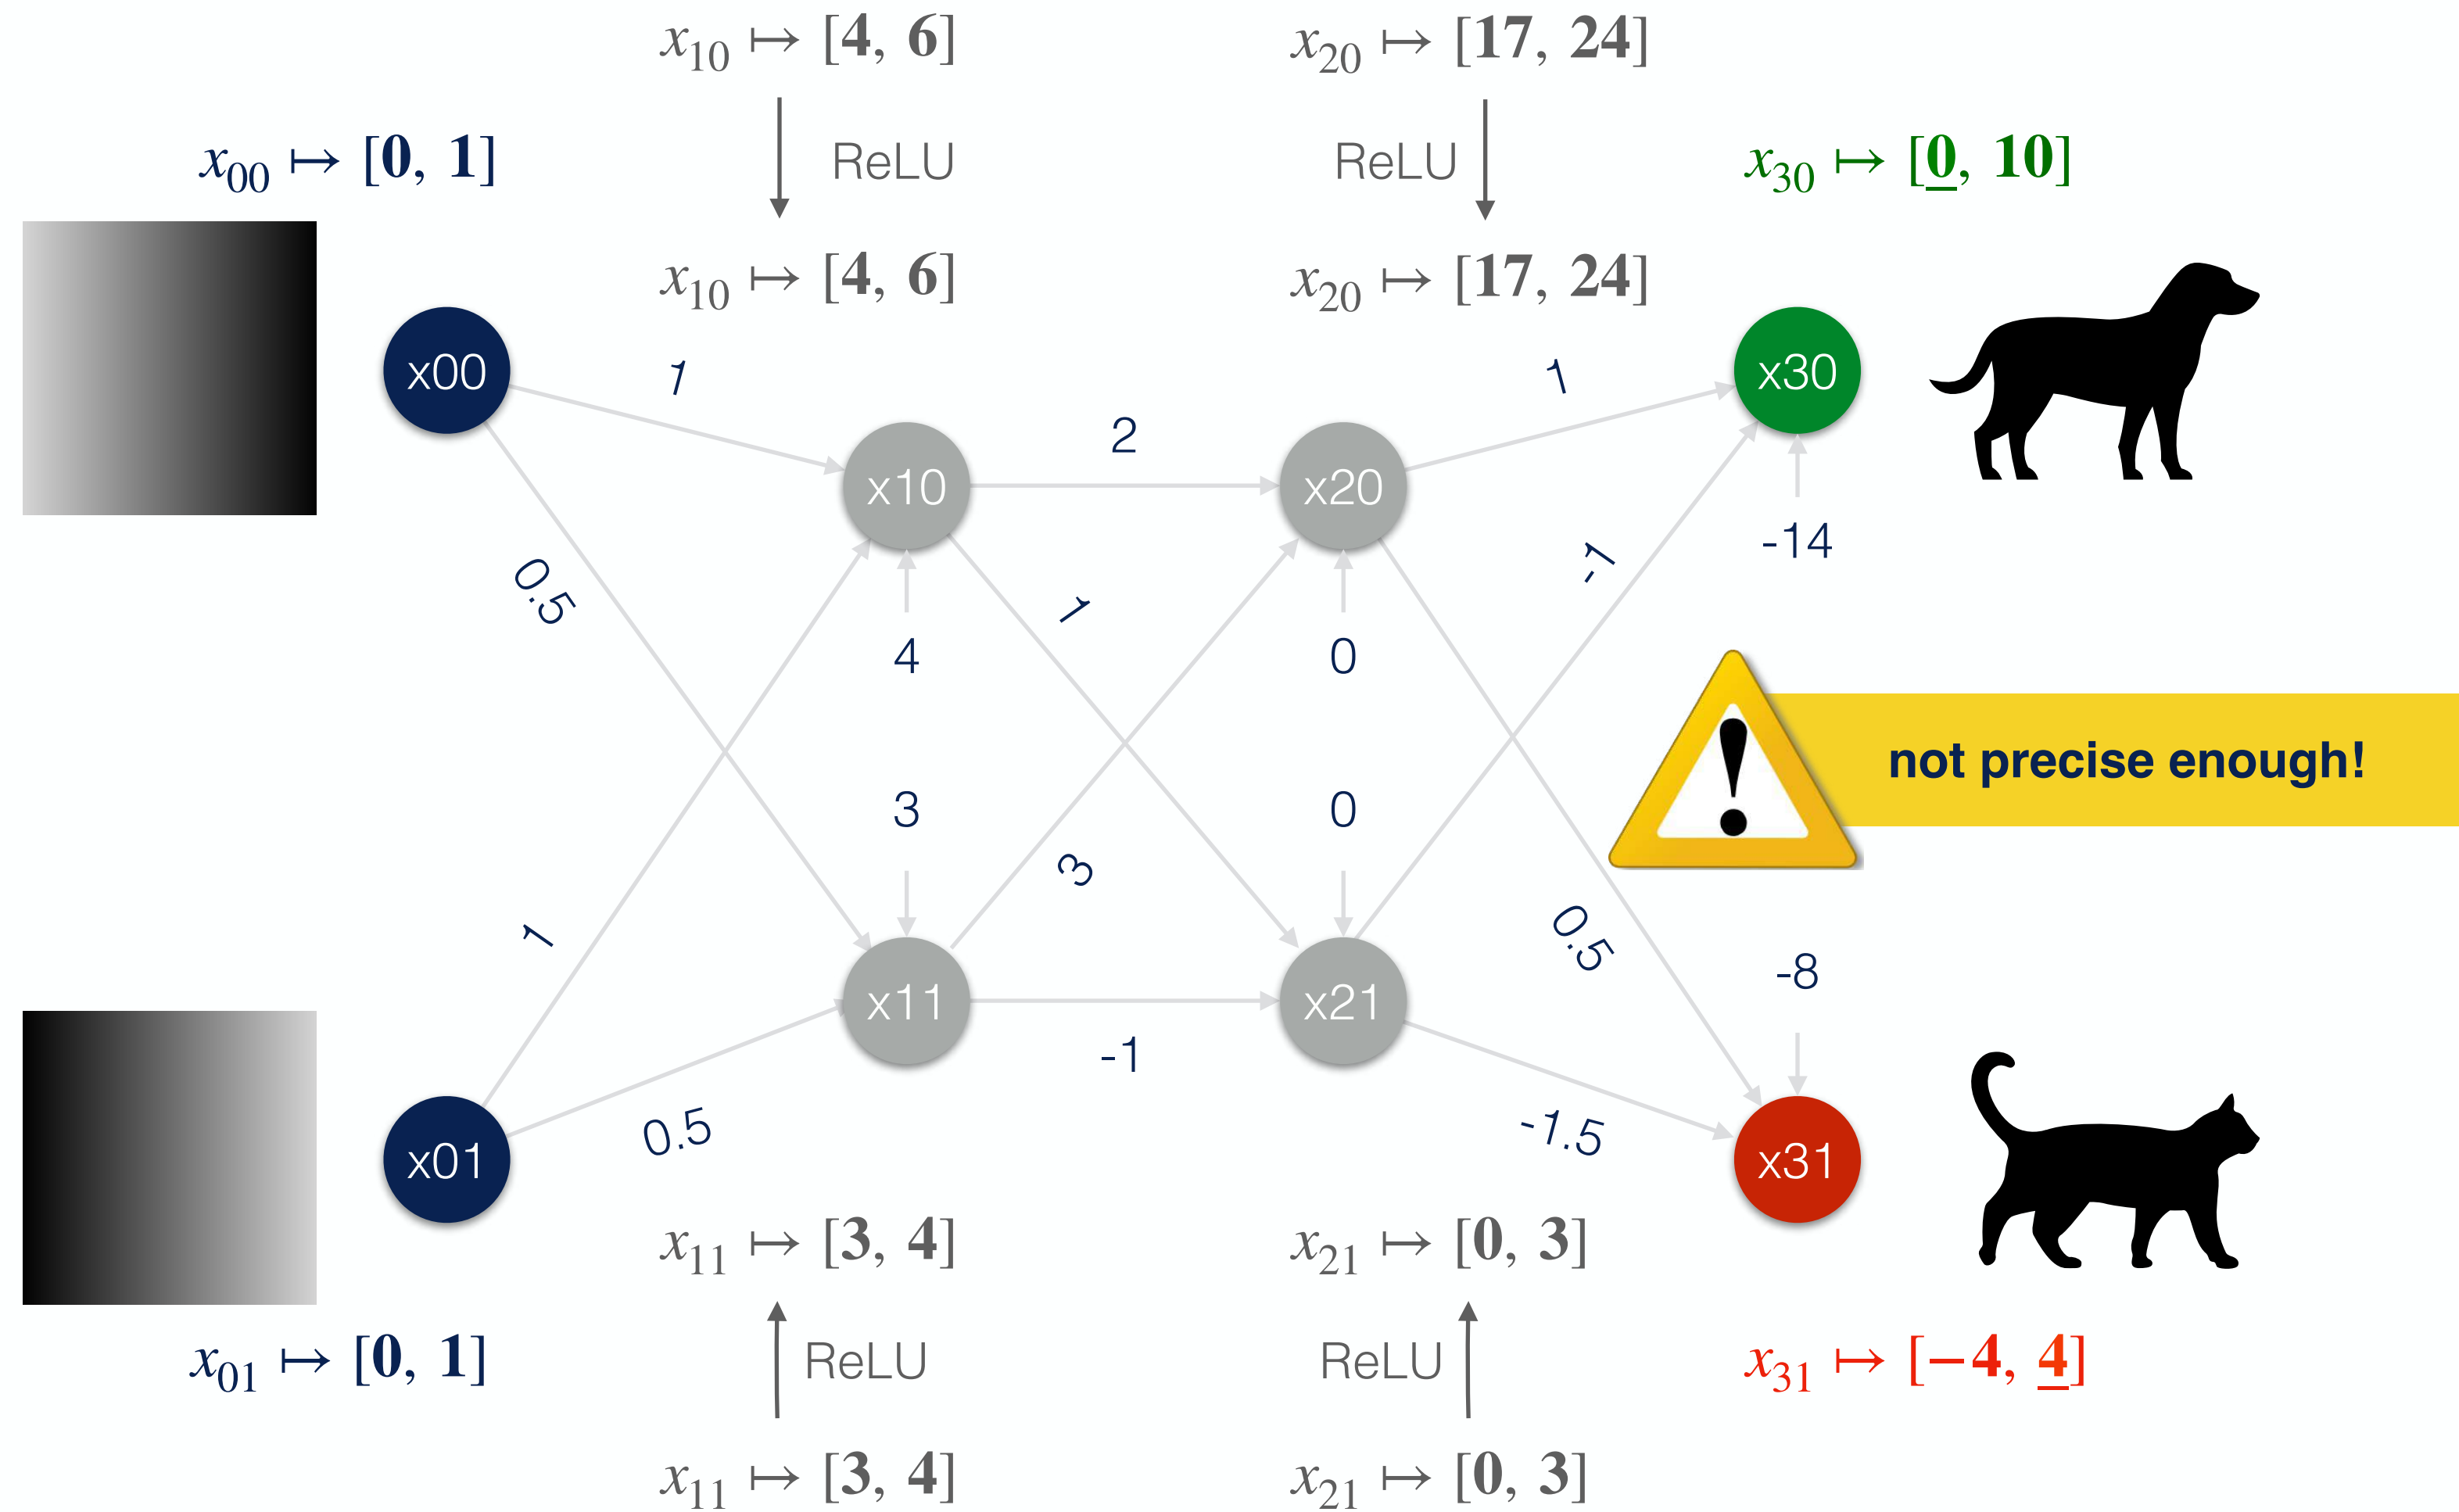 x₁₀ ↦ [4, 6]
x₂₀ ↦ [17, 24]
x₀₀ ↦ [0, 1]
ReLU
ReLU
x₃₀ ↦ [0, 10]
x₁₀ ↦ [4, 6]
x₂₀ ↦ [17, 24]
x00
1
1
x30
2
x10
x20
-14
0.5
1
-1
4
0
not precise enough!
3
0
3
1
0.5
-8
x11
x21
-1
x01
0.5
-1.5
x31
x₁₁ ↦ [3, 4]
x₂₁ ↦ [0, 3]
x₀₁ ↦ [0, 1]
ReLU
ReLU
x₃₁ ↦ [−4, 4]
x₁₁ ↦ [3, 4]
x₂₁ ↦ [0, 3]